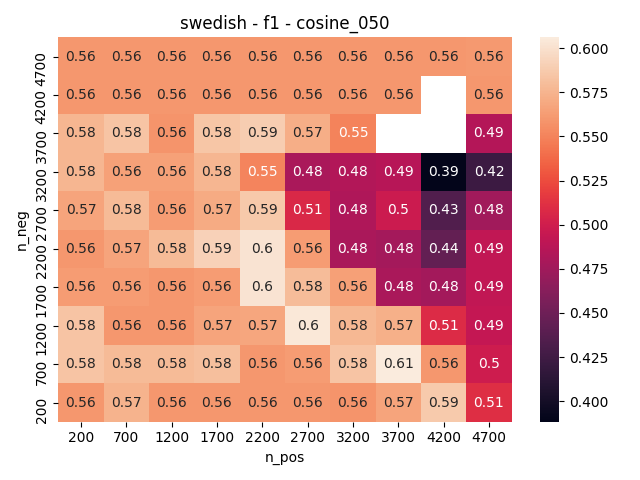 swedish - f1 - cosine_050
n_neg
4700 0.56 0.56 0.56 0.56 0.56 0.56 0.56 0.56 0.56 0.56
4200 0.56 0.56 0.56 0.56 0.56 0.56 0.56 0.56 0.56
3700 0.58 0.58 0.56 0.58 0.59 0.57 0.55 0.49
3200 0.58 0.56 0.56 0.58 0.55 0.48 0.48 0.49 0.39 0.42
2700 0.57 0.58 0.56 0.57 0.59 0.51 0.48 0.5 0.43 0.48
2200 0.56 0.57 0.58 0.59 0.6 0.56 0.48 0.48 0.44 0.49
1700 0.56 0.56 0.56 0.56 0.6 0.58 0.56 0.48 0.48 0.49
1200 0.58 0.56 0.56 0.57 0.57 0.6 0.58 0.57 0.51 0.49
700 0.58 0.58 0.58 0.58 0.56 0.56 0.58 0.61 0.56 0.5
200 0.56 0.57 0.56 0.56 0.56 0.56 0.56 0.57 0.59 0.51
200 700 1200 1700 2200 2700 3200 3700 4200 4700
n_pos
0.600
0.575
0.550
0.525
0.500
0.475
0.450
0.425
0.400